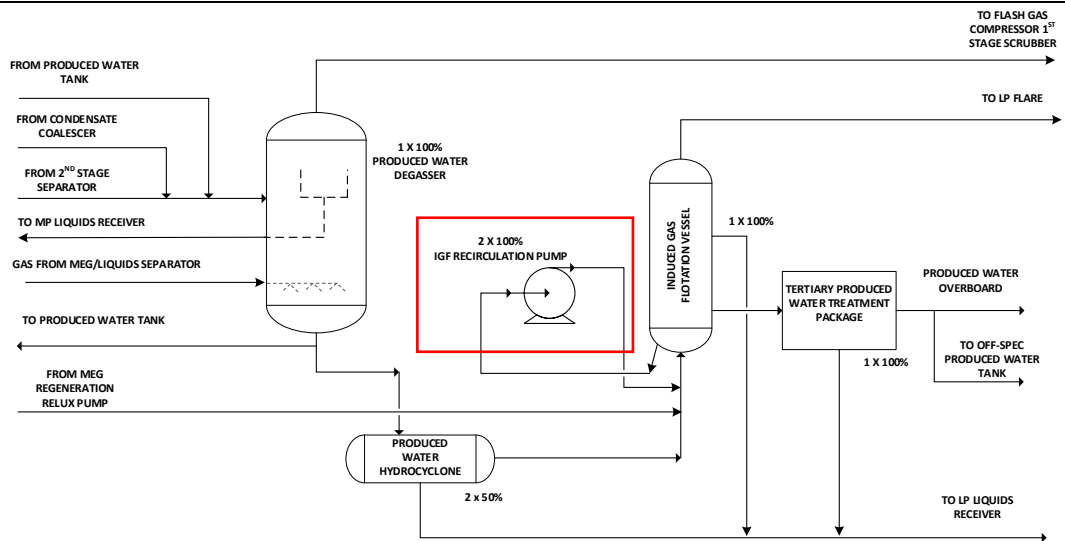 TO FLASH GAS
COMPRESSOR 1ST
STAGE SCRUBBER
FROM PRODUCED WATER
TANK
TO LP FLARE
FROM CONDENSATE
COALESCER
1 X 100%
PRODUCED WATER
DEGASSER
FROM 2ND STAGE
SEPARATOR
TO MP LIQUIDS RECEIVER
1 X 100%
2 X 100%
IGF RECIRCULATION PUMP
INDUCED GAS
FLOTATION VESSEL
GAS FROM MEG/LIQUIDS SEPARATOR
TERTIARY PRODUCED
WATER TREATMENT
PACKAGE
PRODUCED WATER
OVERBOARD
TO PRODUCED WATER TANK
TO OFF-SPEC
PRODUCED WATER
TANK
1 X 100%
FROM MEG
REGENERATION
RELUX PUMP
PRODUCED
WATER
HYDROCYCLONE
2 x 50%
TO LP LIQUIDS
RECEIVER